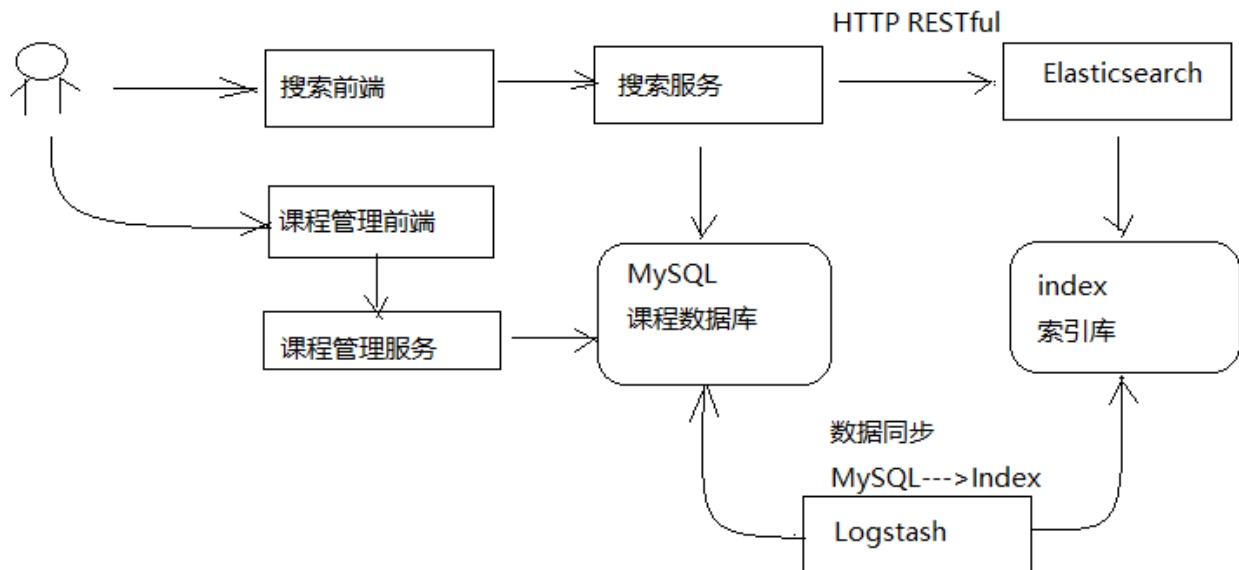 HTTP RESTful
搜索前端
搜索服务
Elasticsearch
课程管理前端
课程管理服务
MySQL
课程数据库
index
索引库
数据同步
MySQL--->Index
Logstash